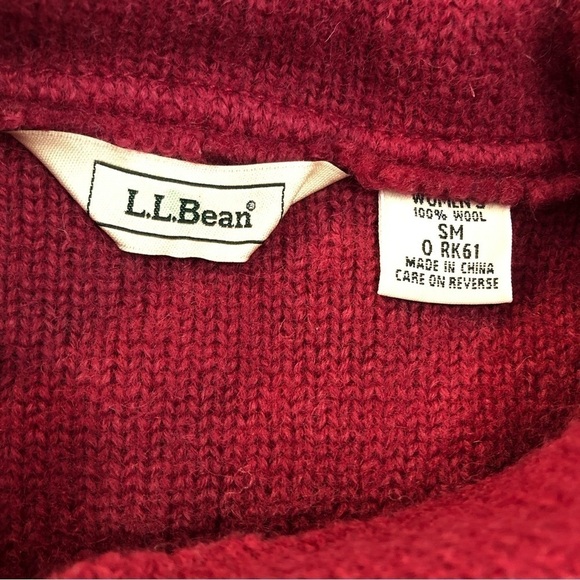 L.L.Bean®
WOMEN'S
100% WOOL
SM
0 RK61
MADE IN CHINA
CARE ON REVERSE